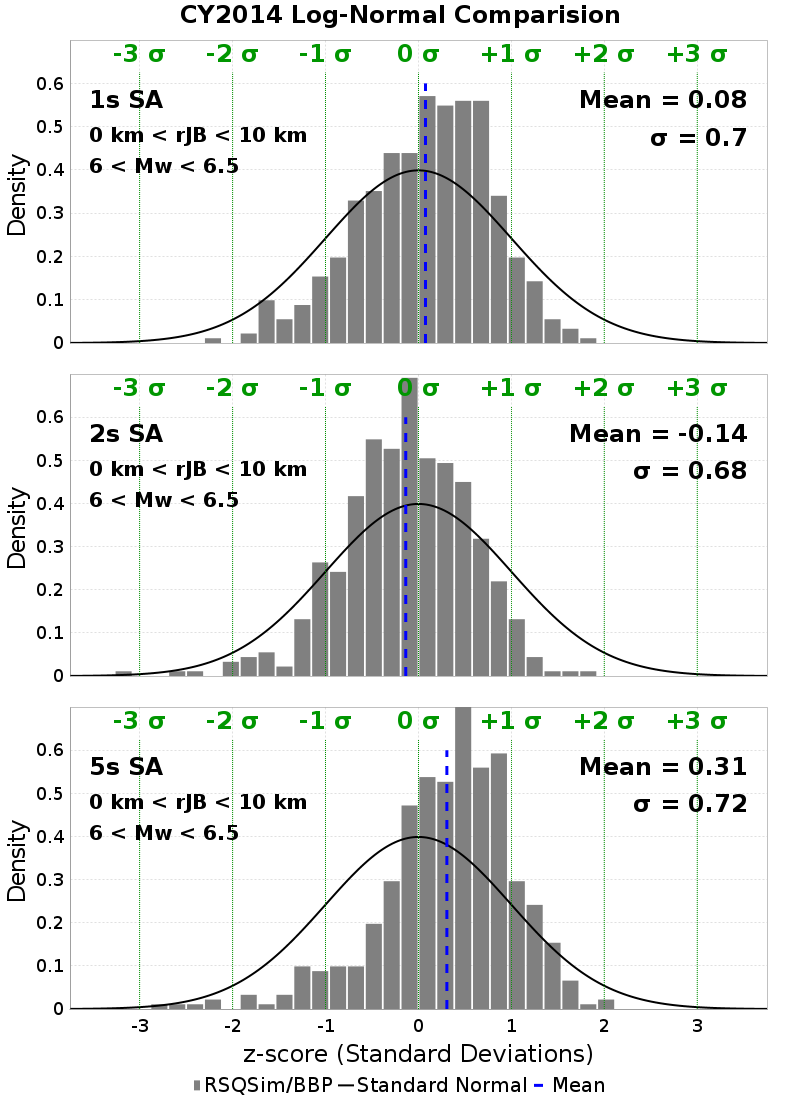 CY2014 Log-Normal Comparision
-3 σ -2 σ -1 σ 0 σ +1 σ +2 σ +3 σ
0.6
0.5
0.4
0.3
0.2
0.1
0
Density
1s SA
0 km < rJB < 10 km
6 < Mw < 6.5
Mean = 0.08
σ = 0.7
-3 σ -2 σ -1 σ 0 σ +1 σ +2 σ +3 σ
0.6
0.5
0.4
0.3
0.2
0.1
0
Density
2s SA
0 km < rJB < 10 km
6 < Mw < 6.5
Mean = -0.14
σ = 0.68
-3 σ -2 σ -1 σ 0 σ +1 σ +2 σ +3 σ
0.6
0.5
0.4
0.3
0.2
0.1
0
Density
5s SA
0 km < rJB < 10 km
6 < Mw < 6.5
Mean = 0.31
σ = 0.72
-3 -2 -1 0 1 2 3
z-score (Standard Deviations)
RSQSim/BBP Standard Normal Mean